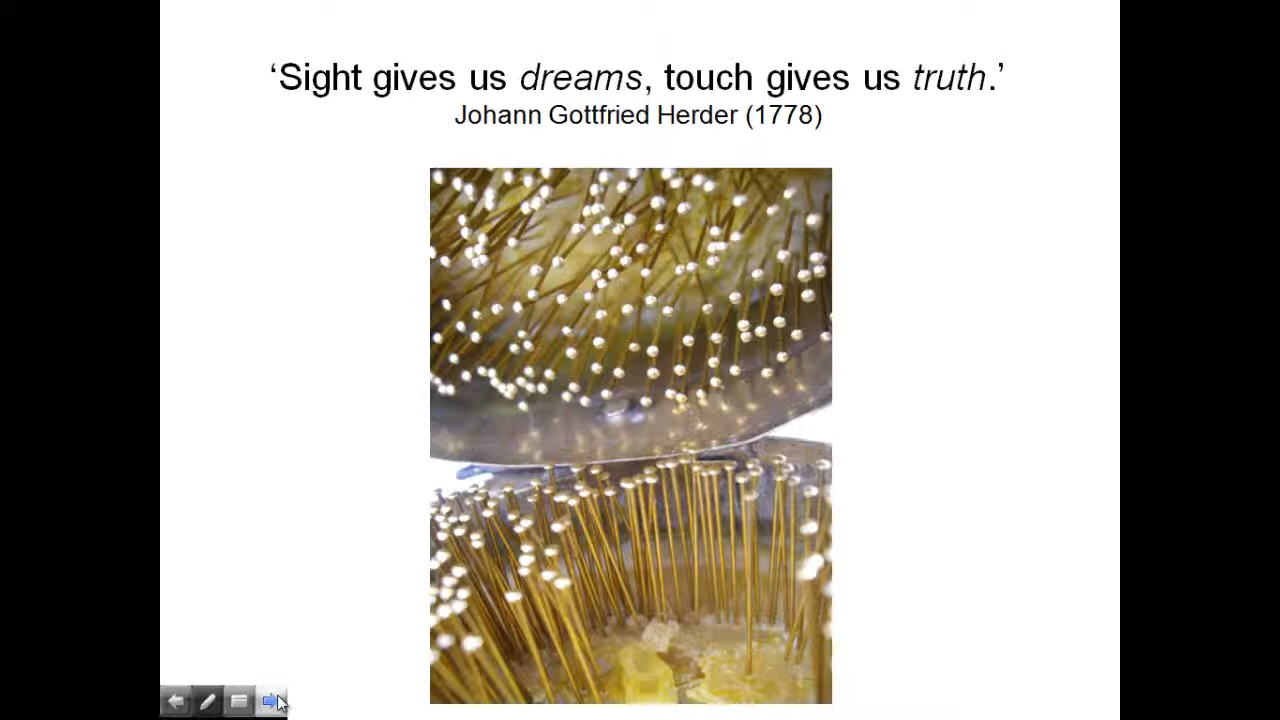 ‘Sight gives us dreams, touch gives us truth.’
Johann Gottfried Herder (1778)